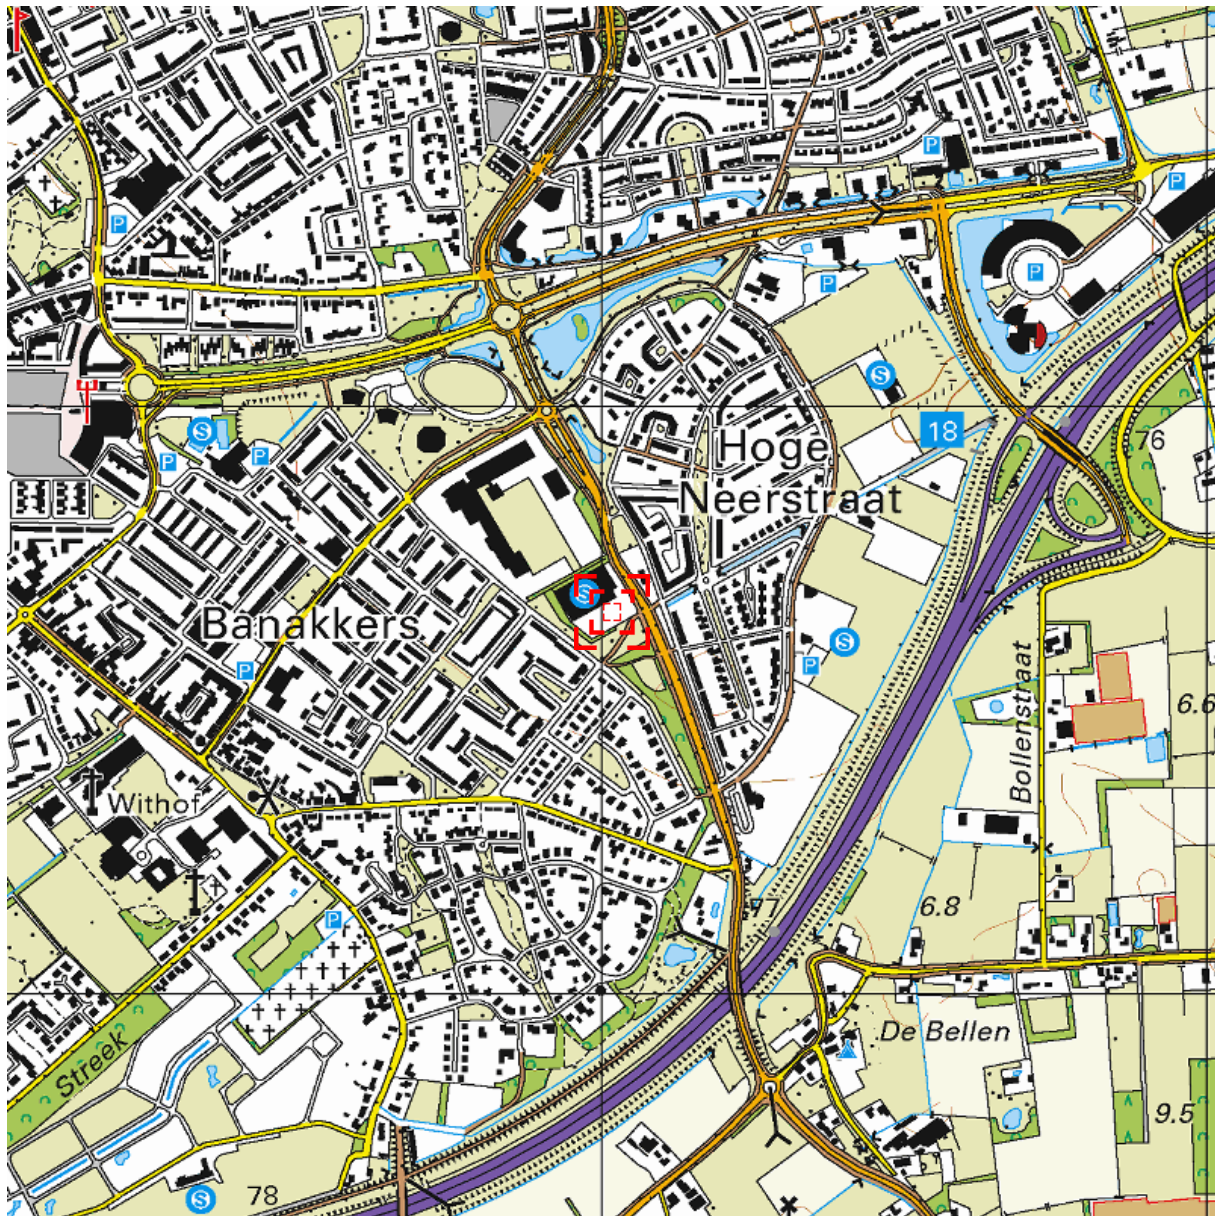 P
P
P
P
P
P
S
18
76
Hoge
Neerstraat
S
P
P
S
Banakkers
S
P
P
Bollenstraat
6.6
Withof
P
77
6.8
De Bellen
Streek
9.5
78
S